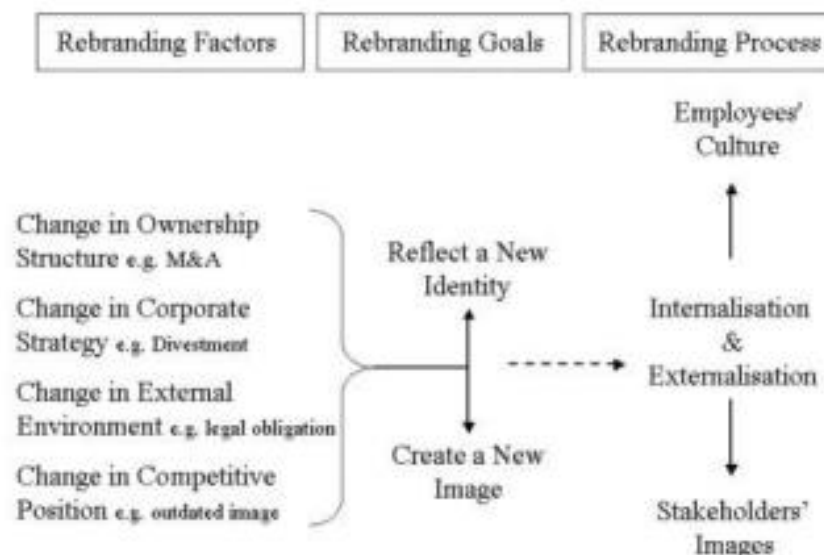 Rebranding Factors
Rebranding Goals
Rebranding Process
Change in Ownership
Structure e.g. M&A
Change in Corporate
Strategy e.g. Divestment
Change in External
Environment e.g. legal obligation
Change in Competitive
Position e.g. outdated image
Reflect a New
Identity
Create a New
Image
Employees'
Culture
Internalisation
&
Externalisation
Stakeholders’
Images